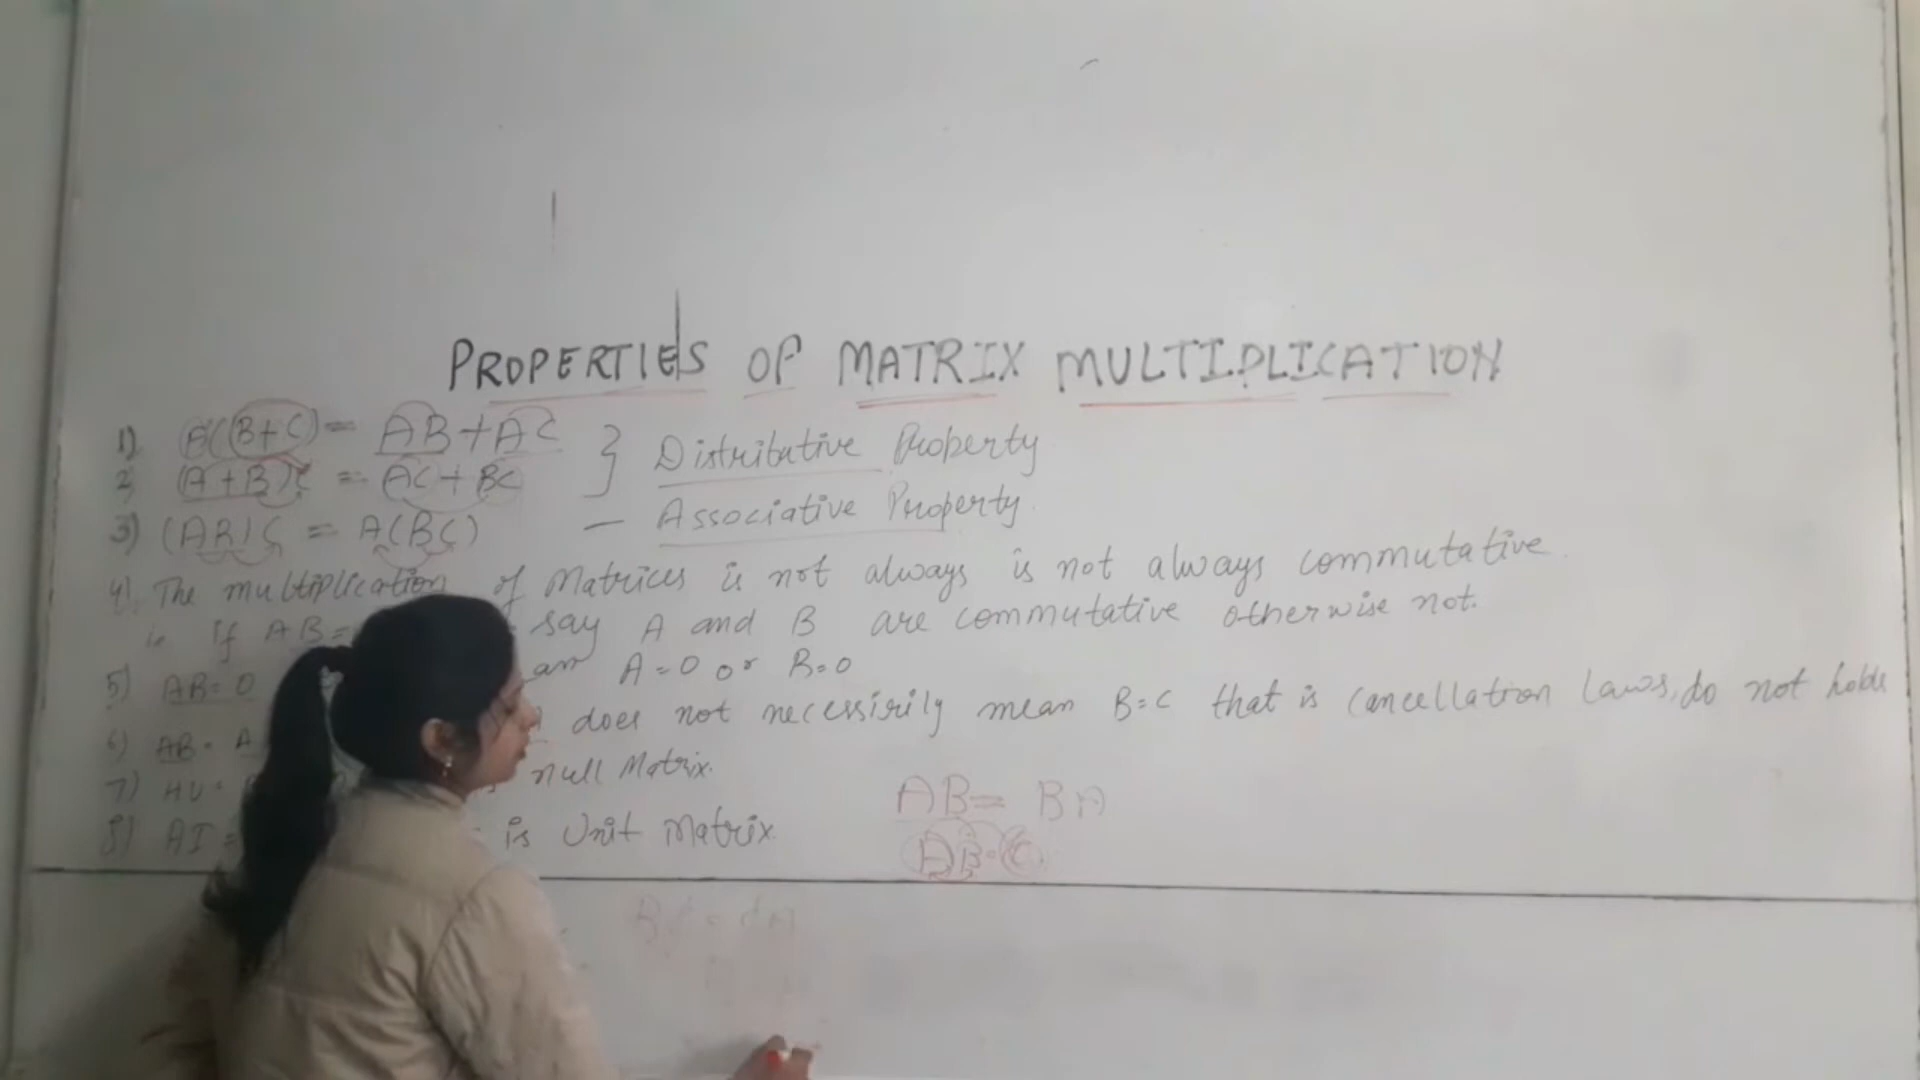 PROPERTIES OF MATRIX MULTIPLICATION
1) A(B+C) = AB+AC } Distributative Property
2) (A+B)C = AC+BC
3) (AB)C = A(BC) — Associative Property
4) The multiplication of Matrices is not always is not always commutative.
If AB= say A and B are commutative otherwise not.
5) AB=0 A=0 or B=0
6) AB= A does not necessirily mean B=C that is cancellation laws, do not holds
7) null Matrix.
8) AI = is Unit Matrix.
AB= BA